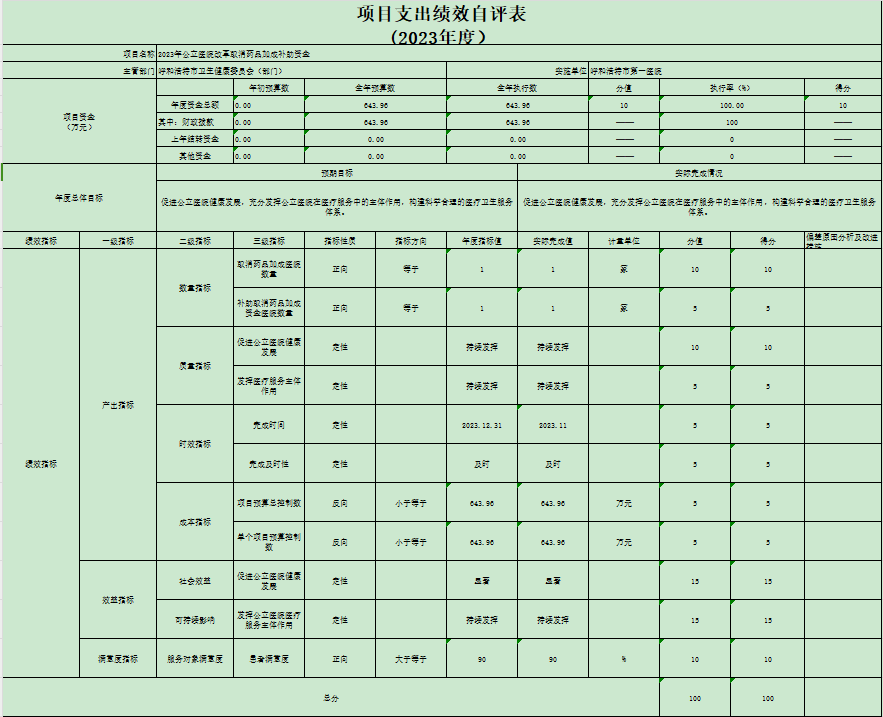 项目支出绩效自评表
(2023年度)
项目名称 2023年公立医院改革取消药品加成补助资金
主管部门 呼和浩特市卫生健康委员会（部门） 实施单位 呼和浩特市第一医院
项目资金（万元） 年初预算数 全年预算数 全年执行数 分值 执行率（%） 得分
年度资金总额 0.00 643.96 643.96 10 100.00 10
其中：财政拨款 0.00 643.96 643.96 —— 100 ——
上年结转资金 0.00 0.00 0.00 —— 0 ——
其他资金 0.00 0.00 0.00 —— 0 ——
年度总体目标 预期目标 实际完成情况
促进公立医院健康发展，充分发挥公立医院在医疗服务中的主体作用，构建科学合理的医疗卫生服务体系。 促进公立医院健康发展，充分发挥公立医院在医疗服务中的主体作用，构建科学合理的医疗卫生服务体系。
绩效指标 一级指标 二级指标 三级指标 指标性质 指标方向 年度指标值 实际完成值 计量单位 分值 得分 偏差原因分析及改进
绩效指标 产出指标 数量指标 取消药品加成医院数量 正向 等于 1 1 家 10 10
补助取消药品加成资金医院数量 正向 等于 1 1 家 5 5
质量指标 促进公立医院健康发展 定性 持续发挥 持续发挥 10 10
发挥医疗服务主体作用 定性 持续发挥 持续发挥 5 5
时效指标 完成时间 定性 2023.12.31 2023.11 5 5
完成及时性 定性 及时 及时 5 5
成本指标 项目预算总控制数 反向 小于等于 643.96 643.96 万元 5 5
单个项目预算控制数 反向 小于等于 643.96 643.96 万元 5 5
效益指标 社会效益 促进公立医院健康发展 定性 显著 显著 15 15
可持续影响 发挥公立医院医疗服务主体作用 定性 持续发挥 持续发挥 15 15
满意度指标 服务对象满意度 患者满意度 正向 大于等于 90 90 % 10 10
总分 100 100